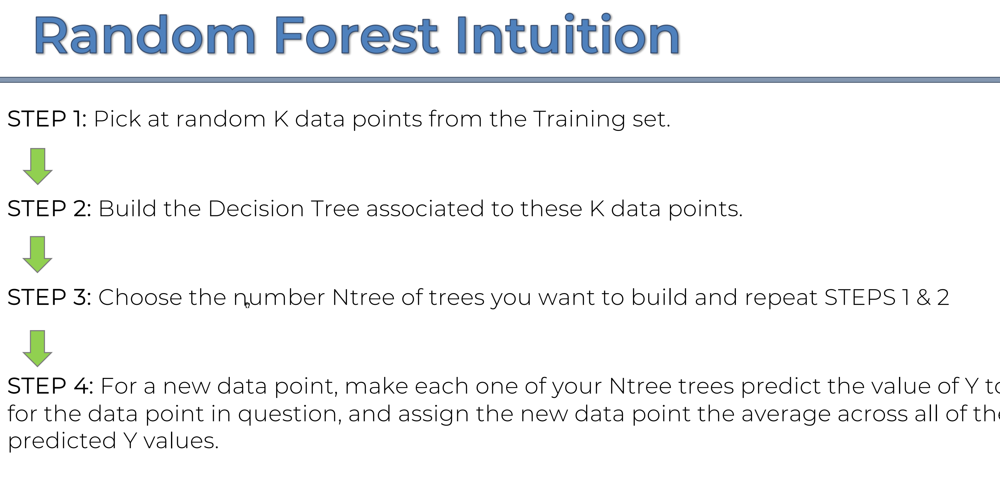 Random Forest Intuition
STEP 1: Pick at random K data points from the Training set.
STEP 2: Build the Decision Tree associated to these K data points.
STEP 3: Choose the number Ntree of trees you want to build and repeat STEPS 1 & 2
STEP 4: For a new data point, make each one of your Ntree trees predict the value of Y to
for the data point in question, and assign the new data point the average across all of the
predicted Y values.